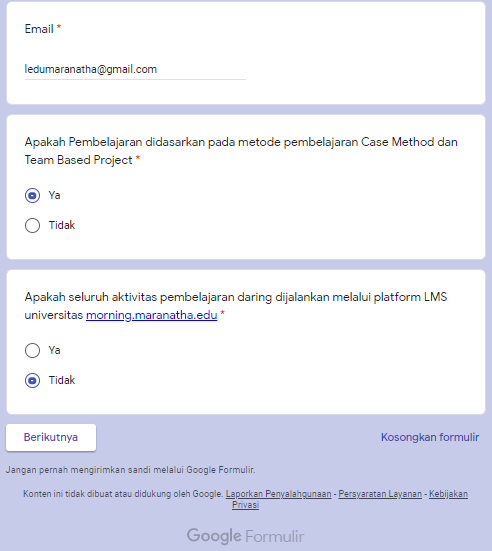 Email *
ledumaranatha@gmail.com
Apakah Pembelajaran didasarkan pada metode pembelajaran Case Method dan
Team Based Project *
Ya
Tidak
Apakah seluruh aktivitas pembelajaran daring dijalankan melalui platform LMS
universitas morning.maranatha.edu *
Ya
Tidak
Berikutnya Kosongkan formulir
Jangan pernah mengirimkan sandi melalui Google Formulir.
Konten ini tidak dibuat atau didukung oleh Google. Laporkan Penyalahgunaan - Persyaratan Layanan - Kebijakan
Privasi
Google Formulir